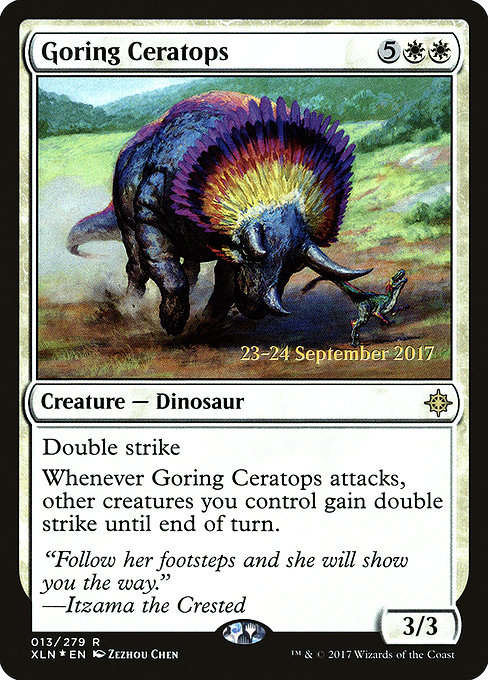 Goring Ceratops 5
23–24 September 2017
Creature — Dinosaur
Double strike
Whenever Goring Ceratops attacks,
other creatures you control gain double
strike until end of turn.
“Follow her footsteps and she will show
you the way.”
—Itzama the Crested
3/3
013/279 R
XLN ★ EN Zezhou Chen
™ & © 2017 Wizards of the Coast